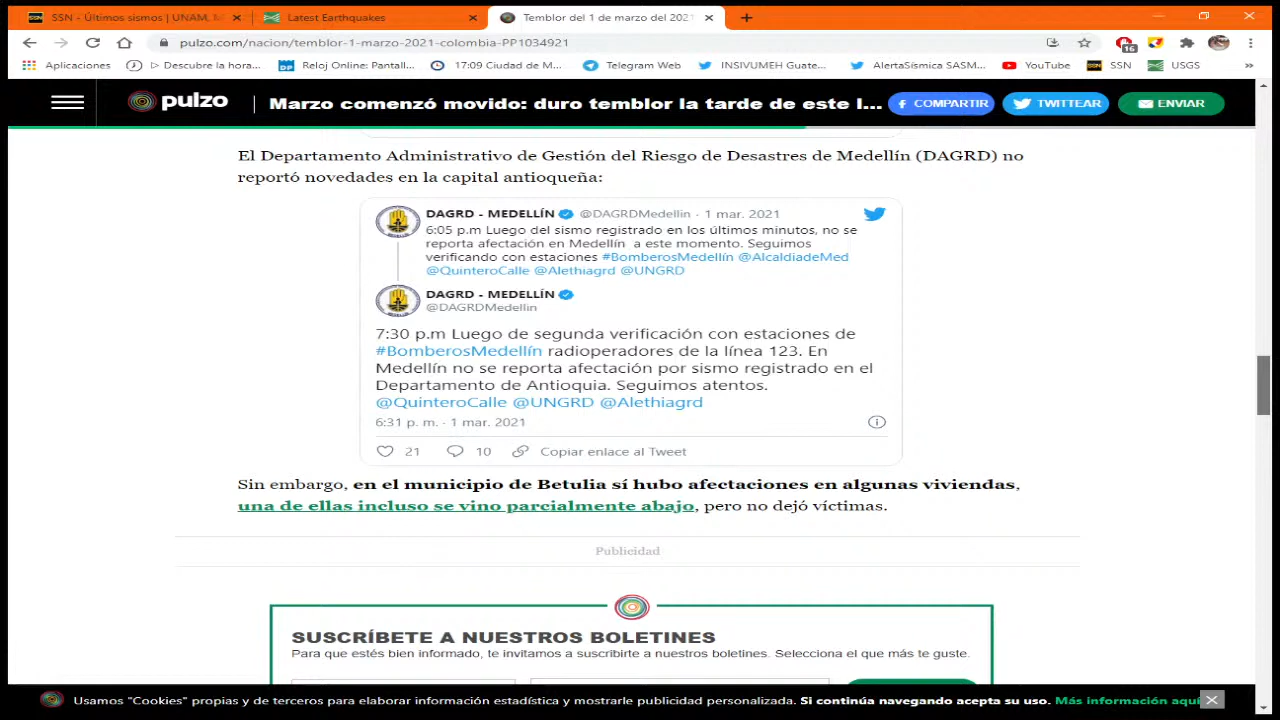 SSN - Últimos sismos | UNAM, M
Latest Earthquakes
Temblor del 1 de marzo del 2021
pulzo.com/nacion/temblor-1-marzo-2021-colombia-PP1034921
16
Aplicaciones
▷ Descubre la hora...
Reloj Online: Pantall...
17:09 Ciudad de M...
Telegram Web
INSIVUMEH Guate...
AlertaSísmica SASM...
YouTube
SSN
USGS
»
pulzo
Marzo comenzó movido: duro temblor la tarde de este l...
COMPARTIR
TWITTEAR
ENVIAR
El Departamento Administrativo de Gestión del Riesgo de Desastres de Medellín (DAGRD) no
reportó novedades en la capital antioqueña:
DAGRD - MEDELLÍN @DAGRDMedellin · 1 mar. 2021
6:05 p.m Luego del sismo registrado en los últimos minutos, no se
reporta afectación en Medellín a este momento. Seguimos
verificando con estaciones #BomberosMedellín @AlcaldiadeMed
@QuinteroCalle @Alethiagrd @UNGRD
DAGRD - MEDELLÍN
@DAGRDMedellin
7:30 p.m Luego de segunda verificación con estaciones de
#BomberosMedellín radioperadores de la línea 123. En
Medellín no se reporta afectación por sismo registrado en el
Departamento de Antioquia. Seguimos atentos.
@QuinteroCalle @UNGRD @Alethiagrd
6:31 p. m. · 1 mar. 2021
21
10
Copiar enlace al Tweet
Sin embargo, en el municipio de Betulia sí hubo afectaciones en algunas viviendas,
una de ellas incluso se vino parcialmente abajo, pero no dejó víctimas.
Publicidad
SUSCRÍBETE A NUESTROS BOLETINES
Para que estés bien informado, te invitamos a suscribirte a nuestros boletines. Selecciona el que más te guste.
Usamos "Cookies" propias y de terceros para elaborar información estadística y mostrarle publicidad personalizada. Si continúa navegando acepta su uso. Más información aquí